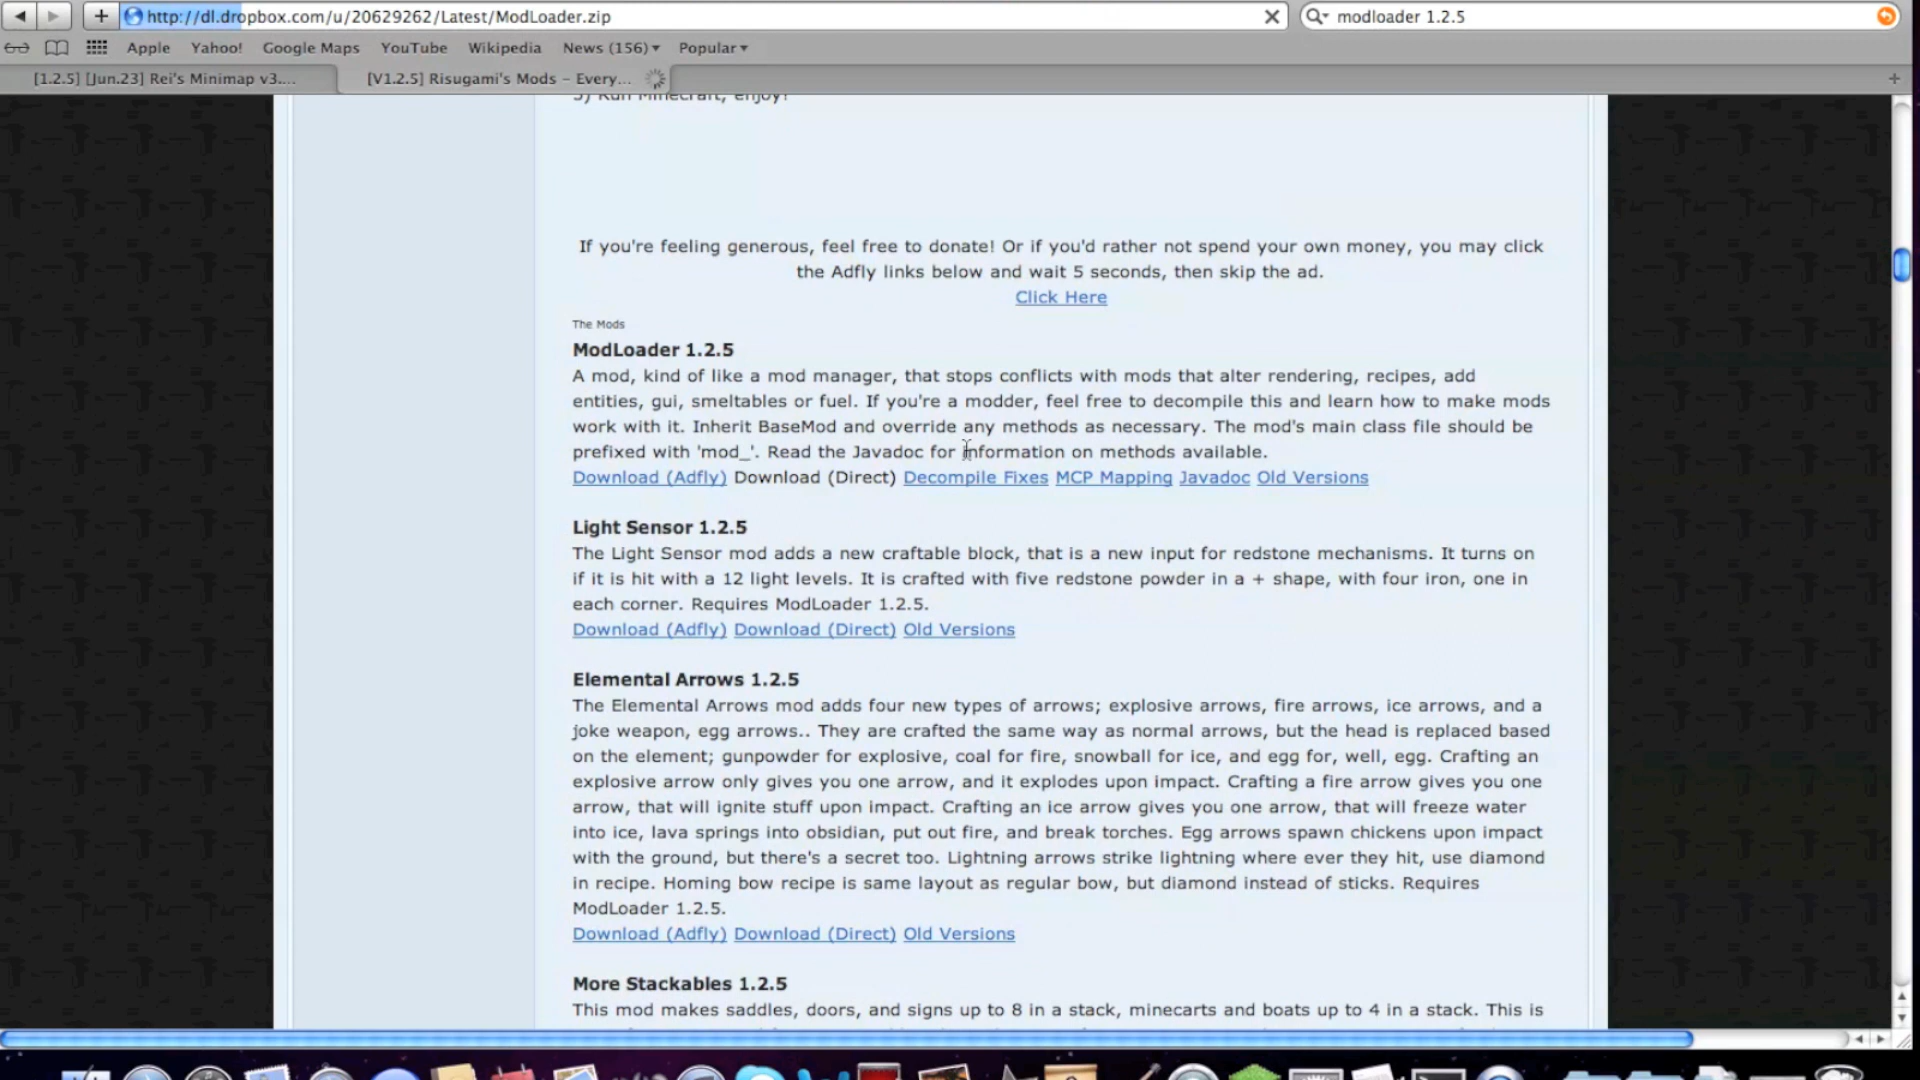 http://dl.dropbox.com/u/20629262/Latest/ModLoader.zip
modloader 1.2.5
Apple Yahoo! Google Maps YouTube Wikipedia News (156) Popular
[1.2.5] [Jun.23] Rei's Minimap v3....
[V1.2.5] Risugami's Mods – Every...
5) Run Minecraft, enjoy!
If you're feeling generous, feel free to donate! Or if you'd rather not spend your own money, you may click
the Adfly links below and wait 5 seconds, then skip the ad.
Click Here
The Mods
ModLoader 1.2.5
A mod, kind of like a mod manager, that stops conflicts with mods that alter rendering, recipes, add
entities, gui, smeltables or fuel. If you're a modder, feel free to decompile this and learn how to make mods
work with it. Inherit BaseMod and override any methods as necessary. The mod's main class file should be
prefixed with 'mod_'. Read the Javadoc for information on methods available.
Download (Adfly) Download (Direct) Decompile Fixes MCP Mapping Javadoc Old Versions
Light Sensor 1.2.5
The Light Sensor mod adds a new craftable block, that is a new input for redstone mechanisms. It turns on
if it is hit with a 12 light levels. It is crafted with five redstone powder in a + shape, with four iron, one in
each corner. Requires ModLoader 1.2.5.
Download (Adfly) Download (Direct) Old Versions
Elemental Arrows 1.2.5
The Elemental Arrows mod adds four new types of arrows; explosive arrows, fire arrows, ice arrows, and a
joke weapon, egg arrows.. They are crafted the same way as normal arrows, but the head is replaced based
on the element; gunpowder for explosive, coal for fire, snowball for ice, and egg for, well, egg. Crafting an
explosive arrow only gives you one arrow, and it explodes upon impact. Crafting a fire arrow gives you one
arrow, that will ignite stuff upon impact. Crafting an ice arrow gives you one arrow, that will freeze water
into ice, lava springs into obsidian, put out fire, and break torches. Egg arrows spawn chickens upon impact
with the ground, but there's a secret too. Lightning arrows strike lightning where ever they hit, use diamond
in recipe. Homing bow recipe is same layout as regular bow, but diamond instead of sticks. Requires
ModLoader 1.2.5.
Download (Adfly) Download (Direct) Old Versions
More Stackables 1.2.5
This mod makes saddles, doors, and signs up to 8 in a stack, minecarts and boats up to 4 in a stack. This is